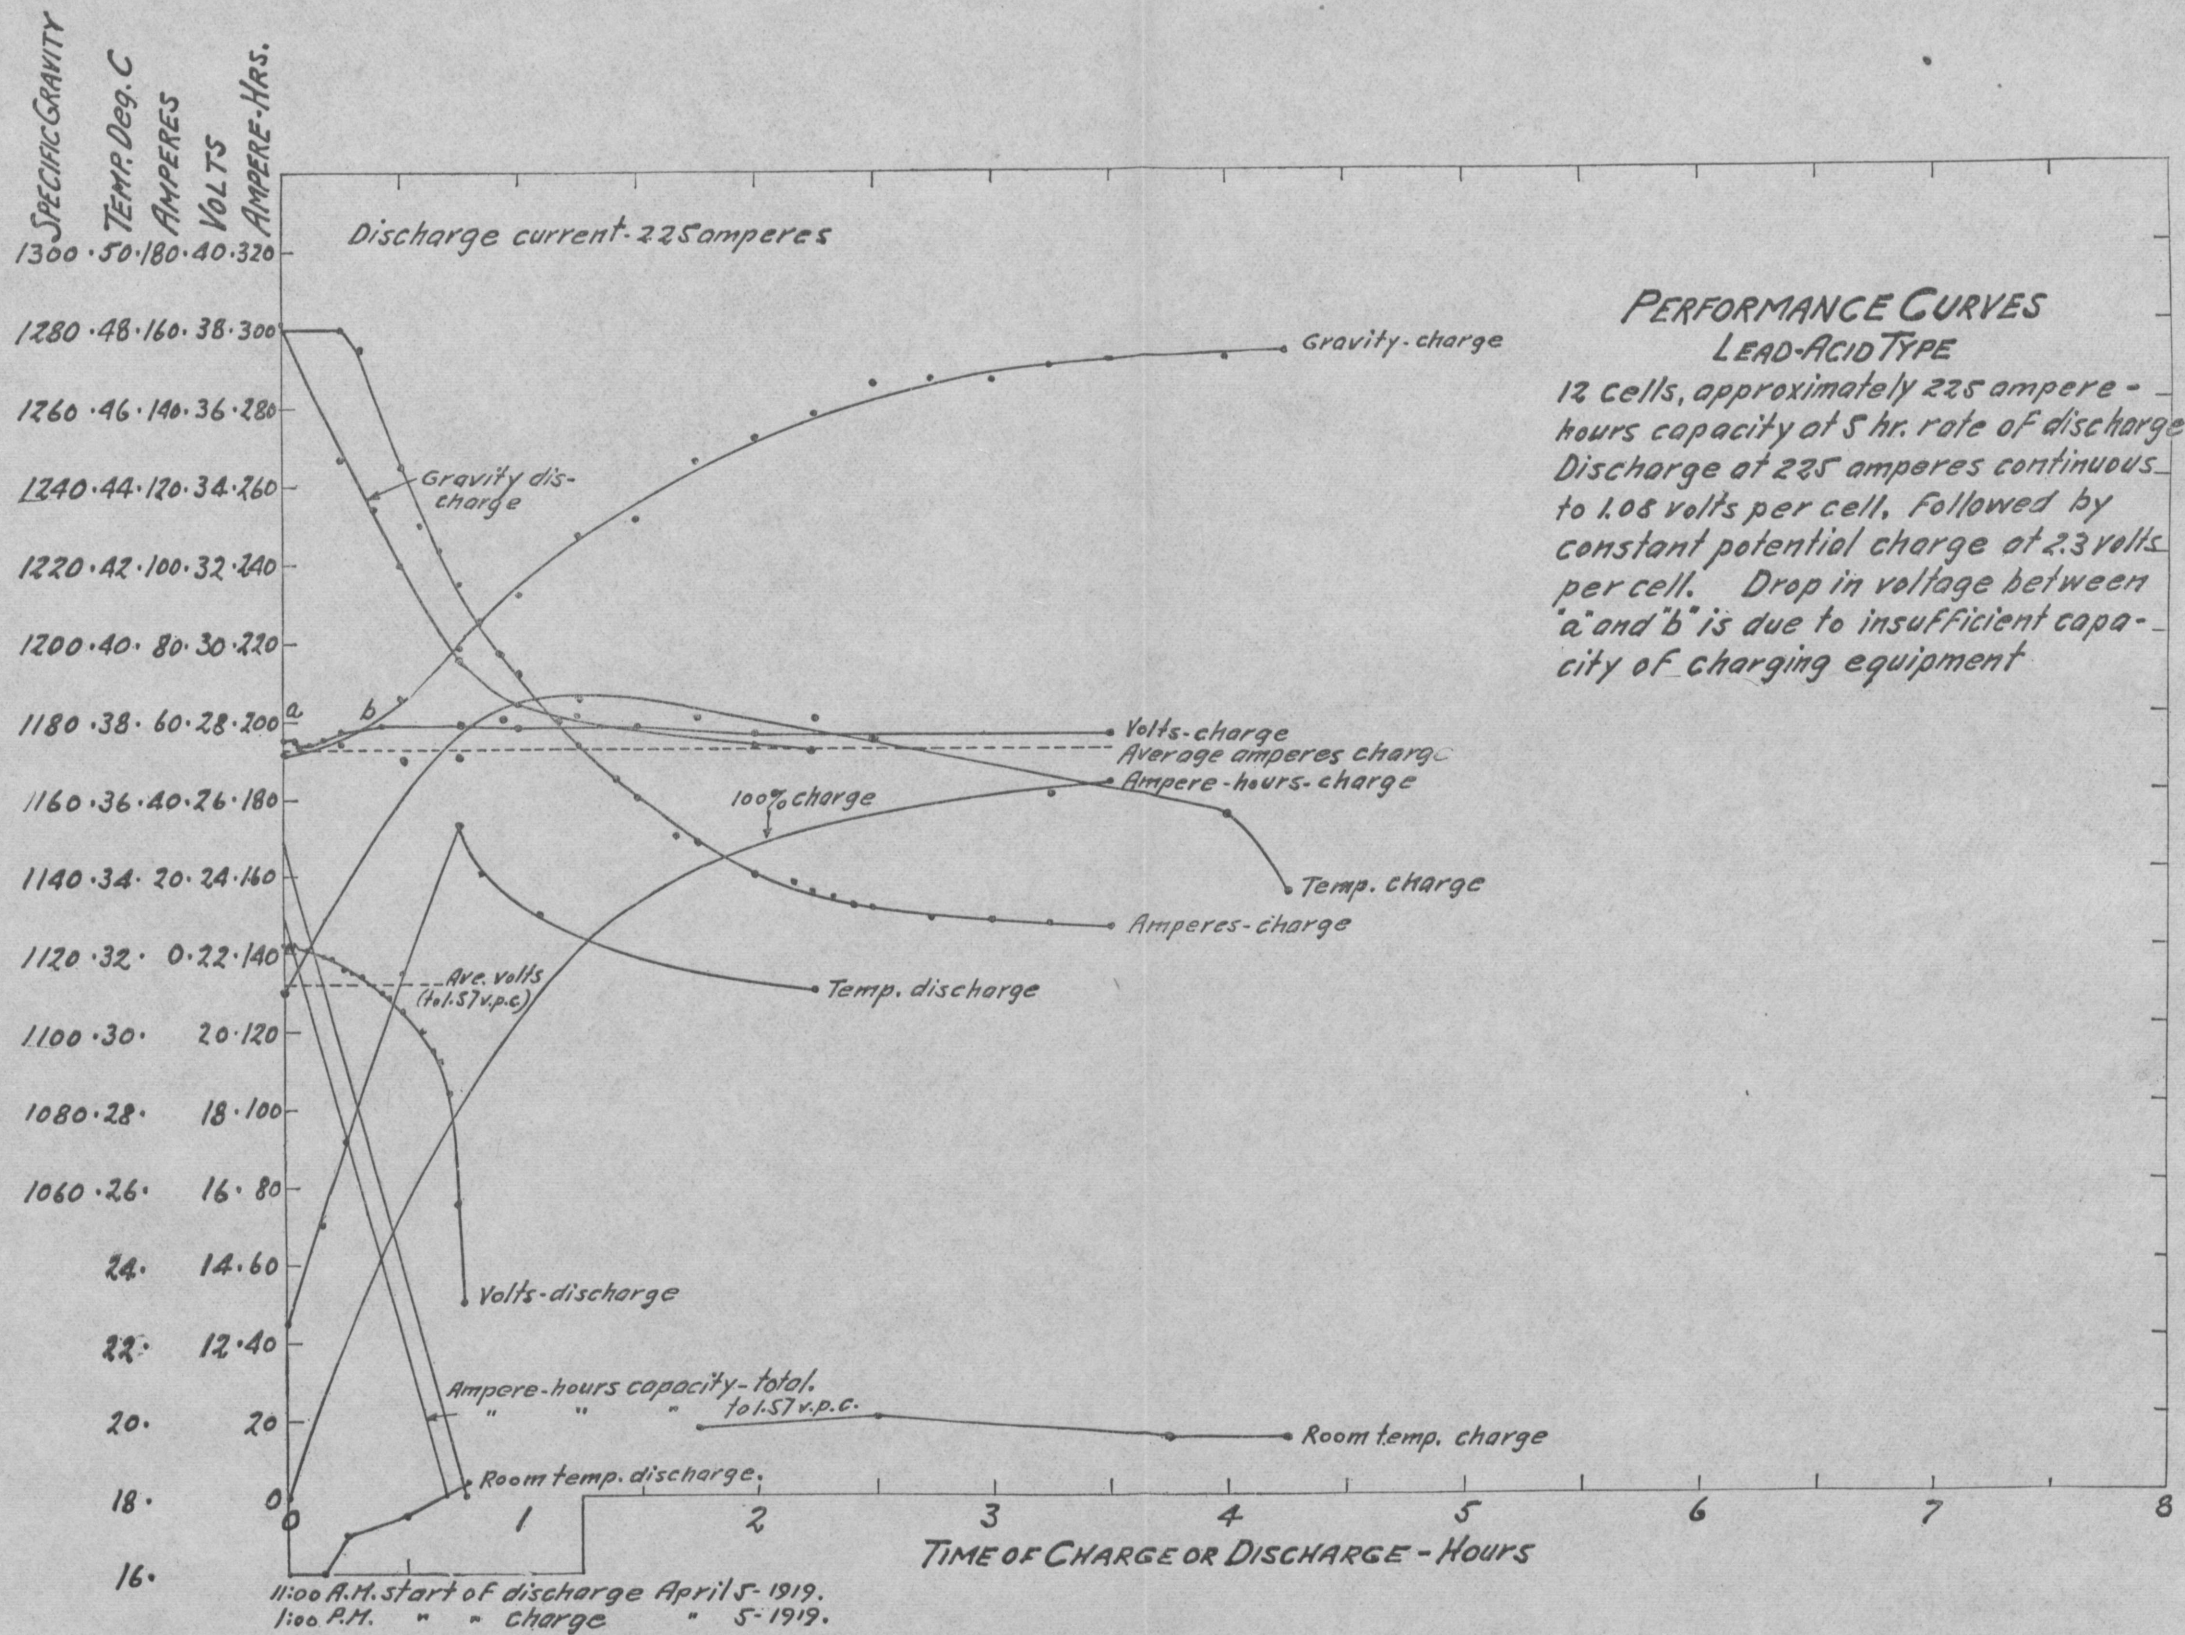 SPECIFIC GRAVITY
TEMP. Deg. C
AMPERES
VOLTS
AMPERE-HRS.
1300 · 50 · 180 · 40 · 320
1280 · 48 · 160 · 38 · 300
1260 · 46 · 140 · 36 · 280
1240 · 44 · 120 · 34 · 260
1220 · 42 · 100 · 32 · 240
1200 · 40 · 80 · 30 · 220
1180 · 38 · 60 · 28 · 200
1160 · 36 · 40 · 26 · 180
1140 · 34 · 20 · 24 · 160
1120 · 32 · 0 · 22 · 140
1100 · 30 · 20 · 120
1080 · 28 · 18 · 100
1060 · 26 · 16 · 80
24 · 14 · 60
22 · 12 · 40
20 · 20
18 · 0
16 ·
Discharge current - 225 amperes
PERFORMANCE CURVES
LEAD-ACID TYPE
12 cells, approximately 225 ampere-
hours capacity at 5 hr. rate of discharge
Discharge at 225 amperes continuous
to 1.08 volts per cell. Followed by
constant potential charge at 2.3 volts
per cell. Drop in voltage between
"a" and "b" is due to insufficient capa-
city of charging equipment
Gravity-charge
Gravity dis-
charge
a
b
Volts-charge
Average amperes charge
Ampere-hours-charge
100% charge
Temp. charge
Amperes-charge
Ave. volts
(to 1.57 v.p.c)
Temp. discharge
Volts-discharge
Ampere-hours capacity-total.
" " " to 1.57 v.p.c.
Room temp. charge
Room temp. discharge.
0 1 2 3 4 5 6 7 8
TIME OF CHARGE OR DISCHARGE - HOURS
11:00 A.M. start of discharge April 5-1919.
1:00 P.M. " " charge " 5-1919.